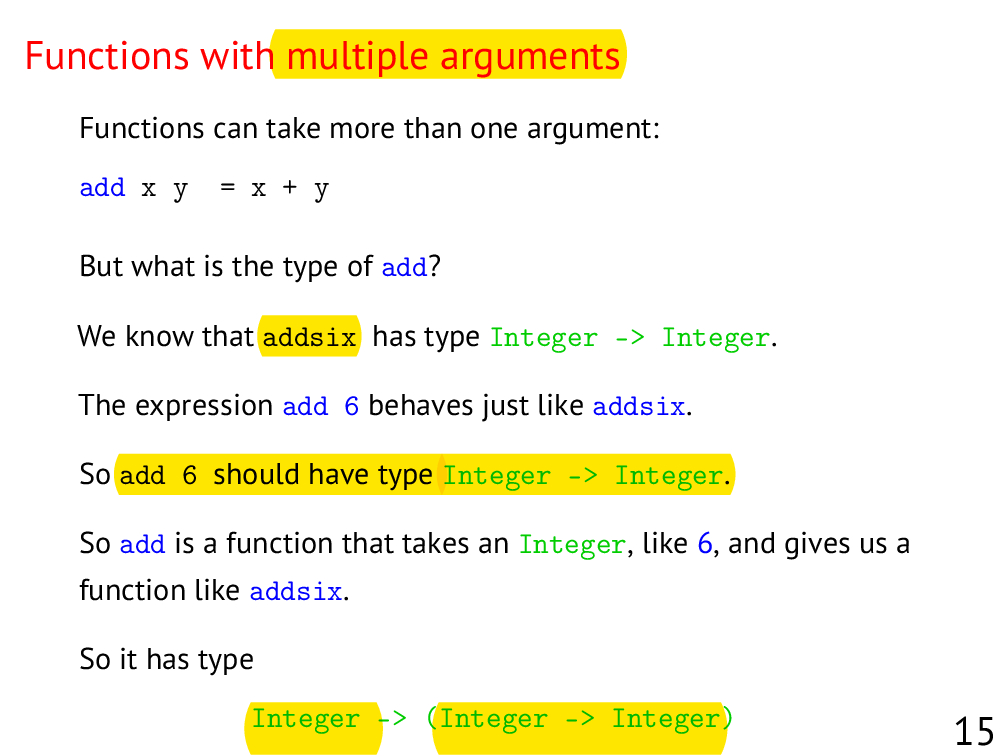 Functions with multiple arguments
Functions can take more than one argument:
add x y = x + y
But what is the type of add?
We know that addsix has type Integer -> Integer.
The expression add 6 behaves just like addsix.
So add 6 should have type Integer -> Integer.
So add is a function that takes an Integer, like 6, and gives us a
function like addsix.
So it has type
Integer -> (Integer -> Integer)
15